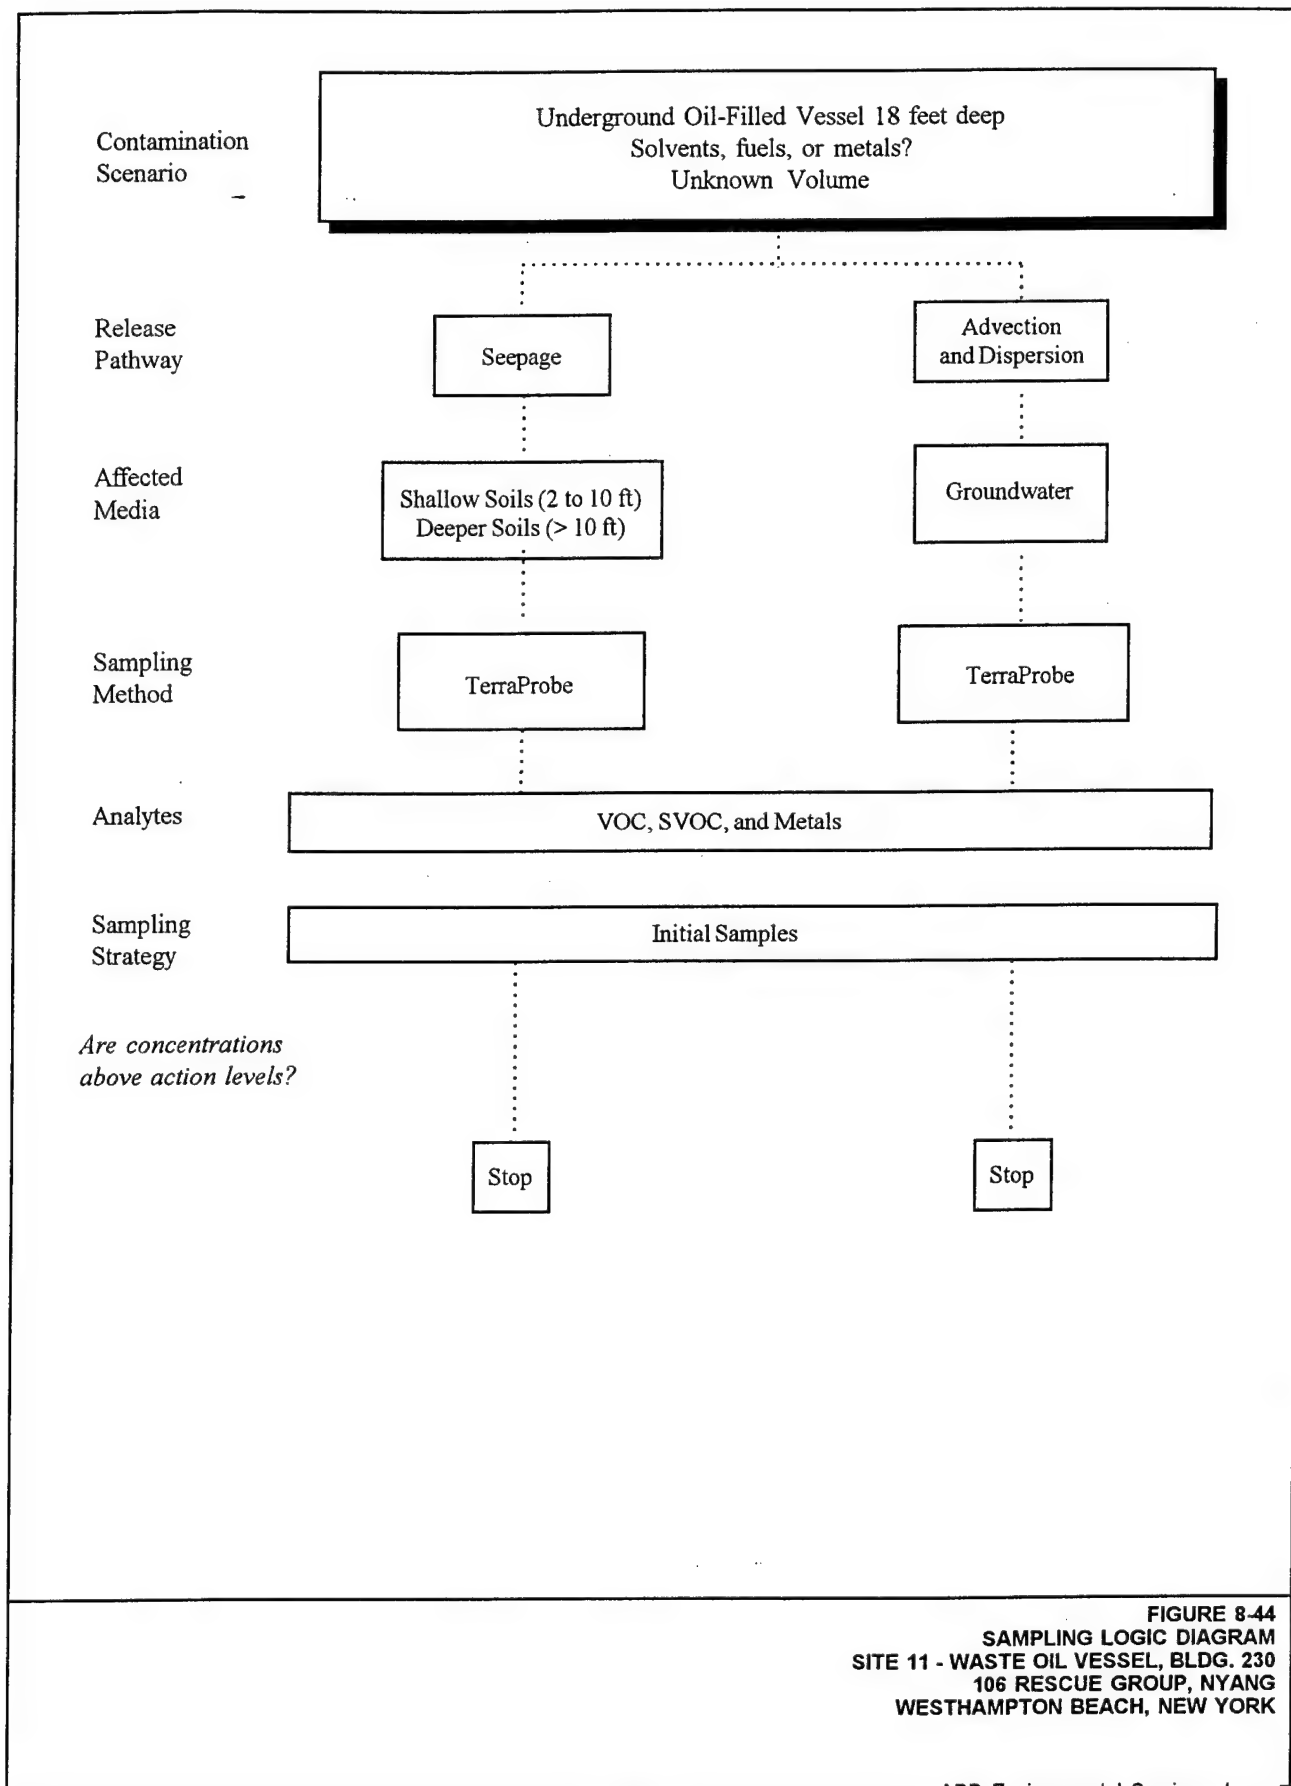 Contamination
Scenario
Underground Oil-Filled Vessel 18 feet deep
Solvents, fuels, or metals?
Unknown Volume
Release
Pathway
Seepage
Advection
and Dispersion
Affected
Media
Shallow Soils (2 to 10 ft)
Deeper Soils (> 10 ft)
Groundwater
Sampling
Method
TerraProbe
TerraProbe
Analytes
VOC, SVOC, and Metals
Sampling
Strategy
Initial Samples
Are concentrations
above action levels?
Stop
Stop
FIGURE 8-44
SAMPLING LOGIC DIAGRAM
SITE 11 - WASTE OIL VESSEL, BLDG. 230
106 RESCUE GROUP, NYANG
WESTHAMPTON BEACH, NEW YORK